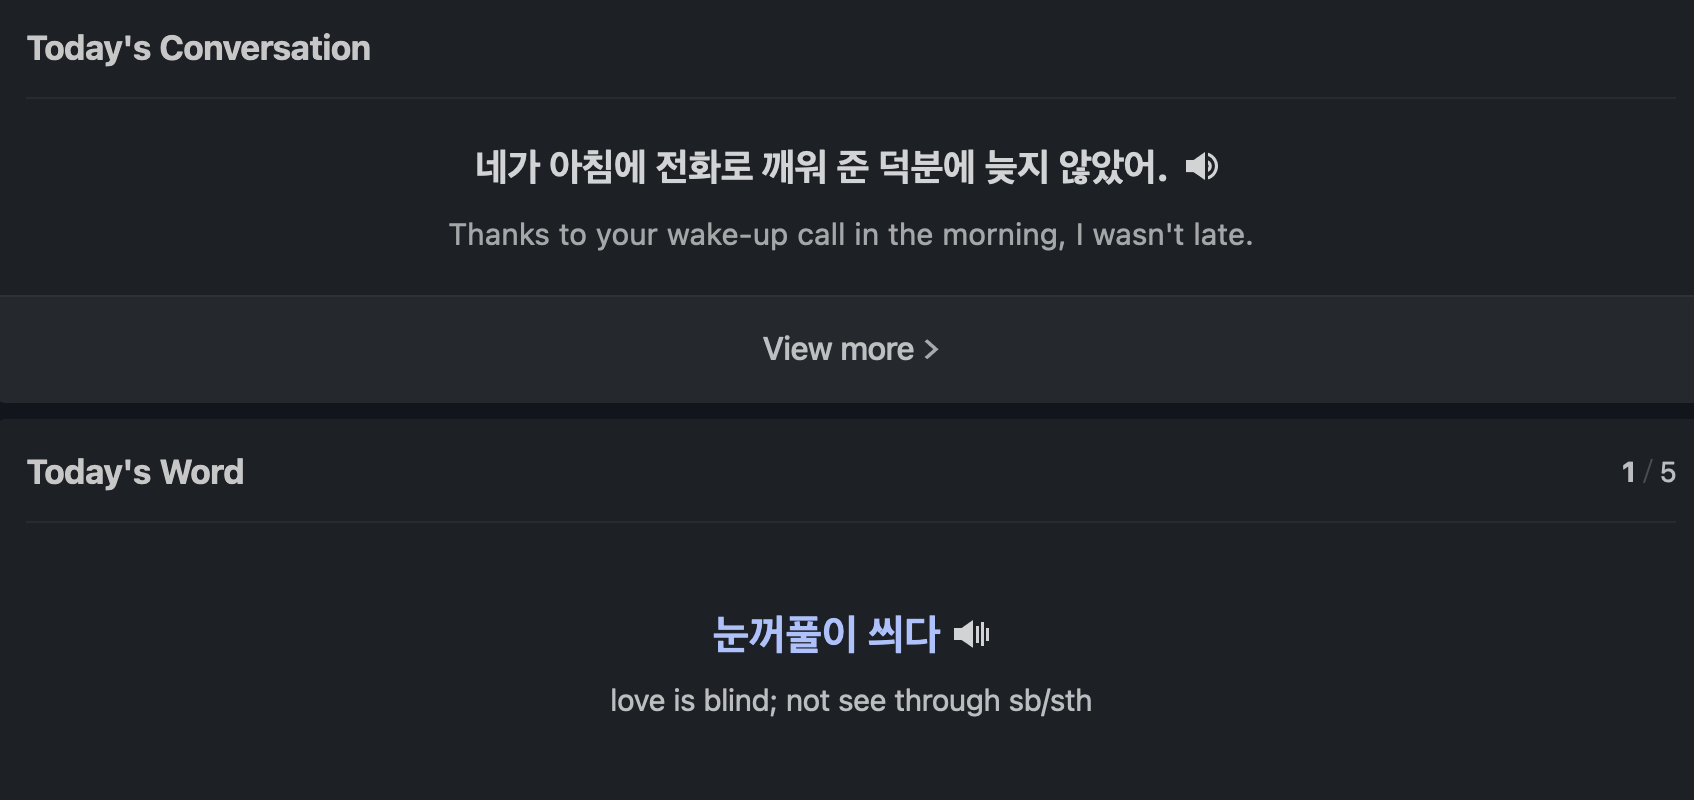 Today's Conversation
네가 아침에 전화로 깨워 준 덕분에 늦지 않았어.
Thanks to your wake-up call in the morning, I wasn't late.
View more >
Today's Word
1 / 5
눈꺼풀이 씌다
love is blind; not see through sb/sth